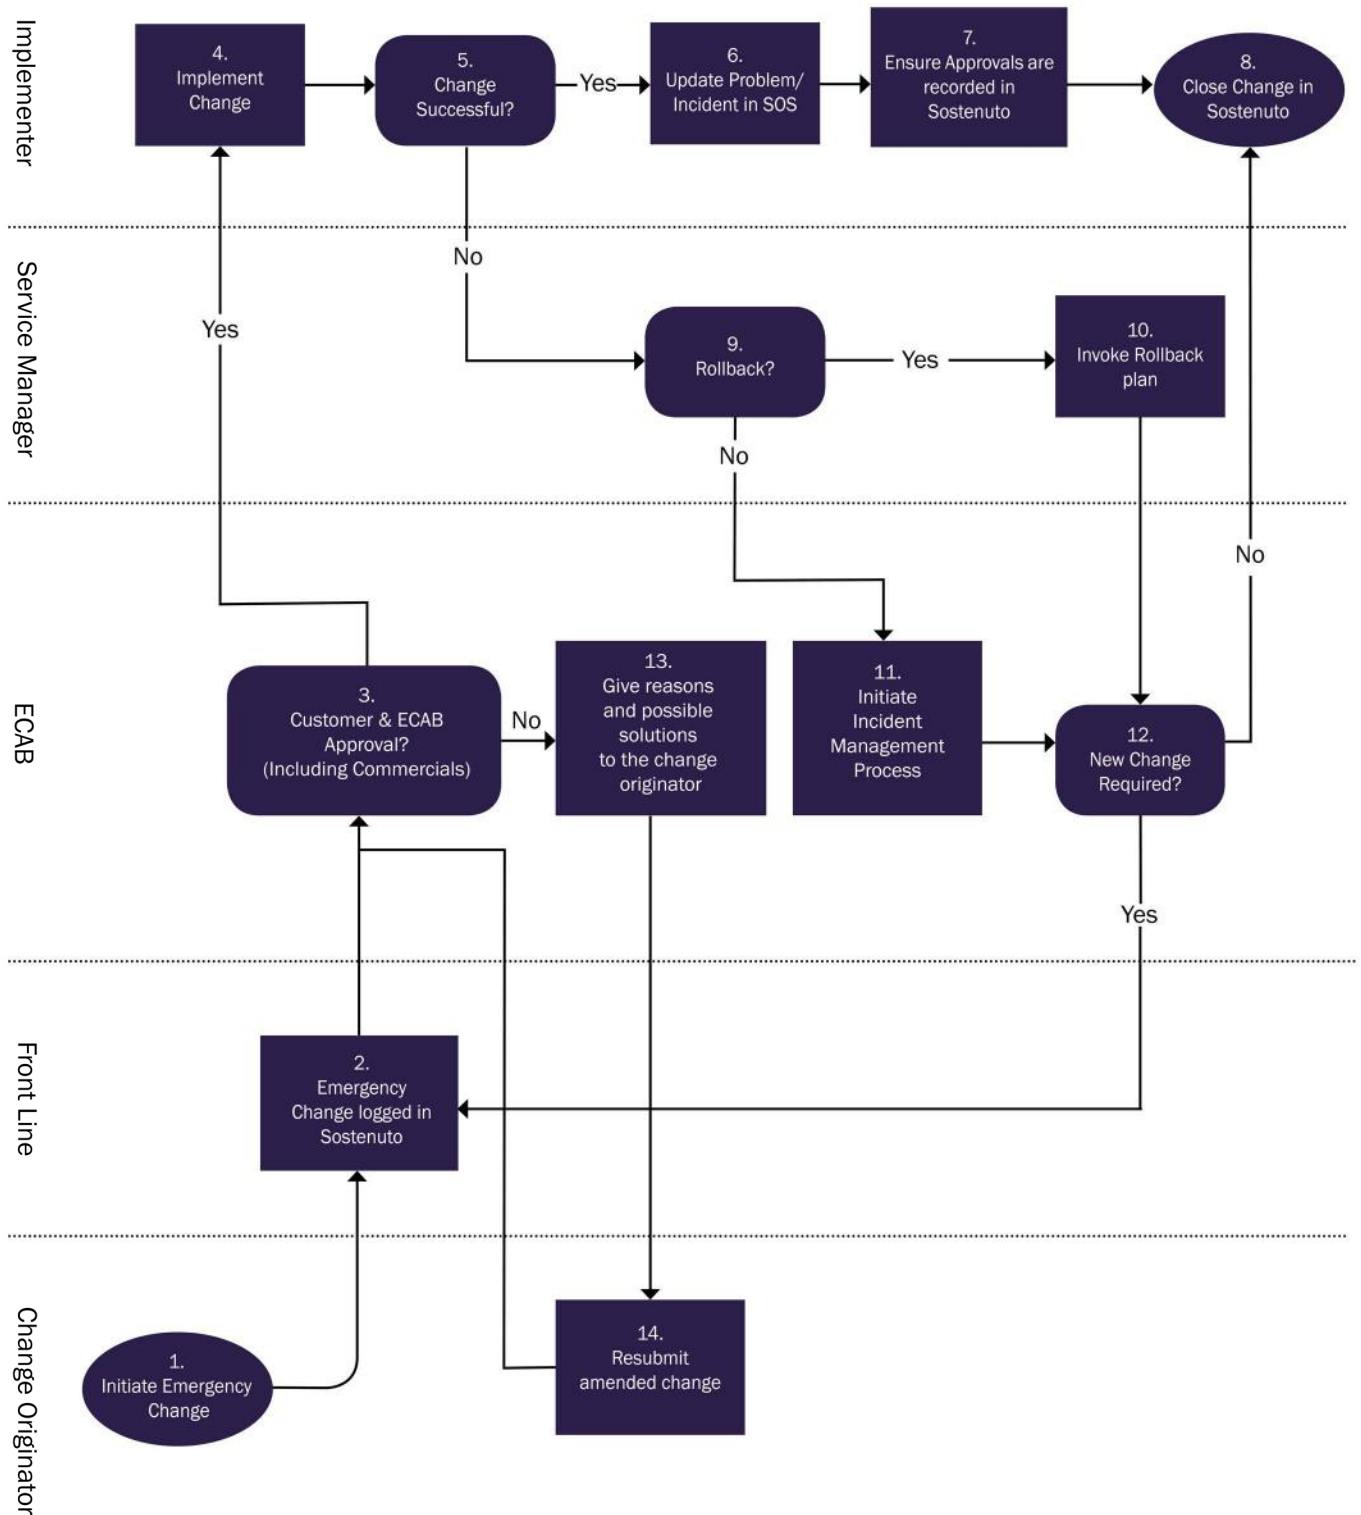 Implementer
4.
Implement
Change
5.
Change
Successful?
Yes
6.
Update Problem/
Incident in SOS
7.
Ensure Approvals are
recorded in
Sostenuto
8.
Close Change in
Sostenuto
No
Service Manager
Yes
9.
Rollback?
Yes
10.
Invoke Rollback
plan
No
No
ECAB
3.
Customer & ECAB
Approval?
(Including Commercials)
No
13.
Give reasons
and possible
solutions
to the change
originator
11.
Initiate
Incident
Management
Process
12.
New Change
Required?
Yes
Front Line
2.
Emergency
Change logged in
Sostenuto
Change Originator
1.
Initiate Emergency
Change
14.
Resubmit
amended change